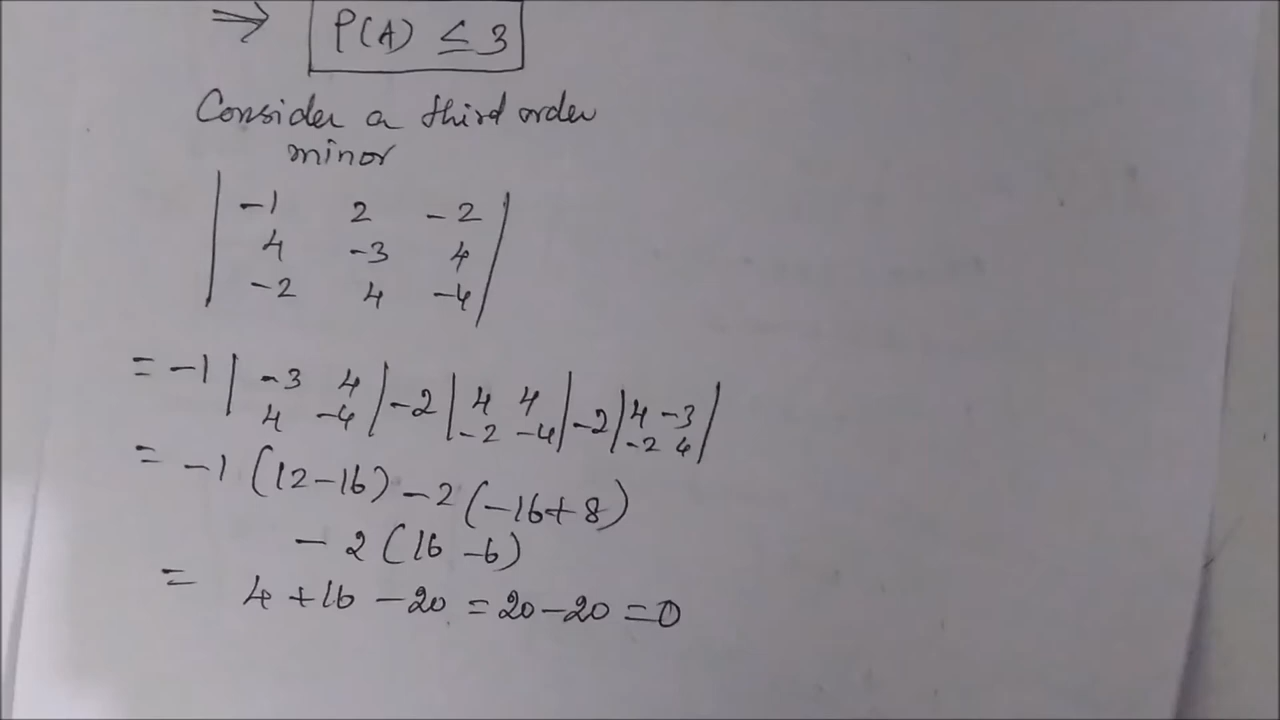 ⇒ P(A) ≤ 3
Consider a third order
minor
| -1 2 -2 |
| 4 -3 4 |
| -2 4 -4 |
= -1 | -3 4 | -2 | 4 4 | -2 | 4 -3 |
| 4 -4 | | -2 -4 | | -2 4 |
= -1 (12-16) -2 (-16+8)
- 2 (16 -6)
= 4 +16 -20 = 20-20 = 0